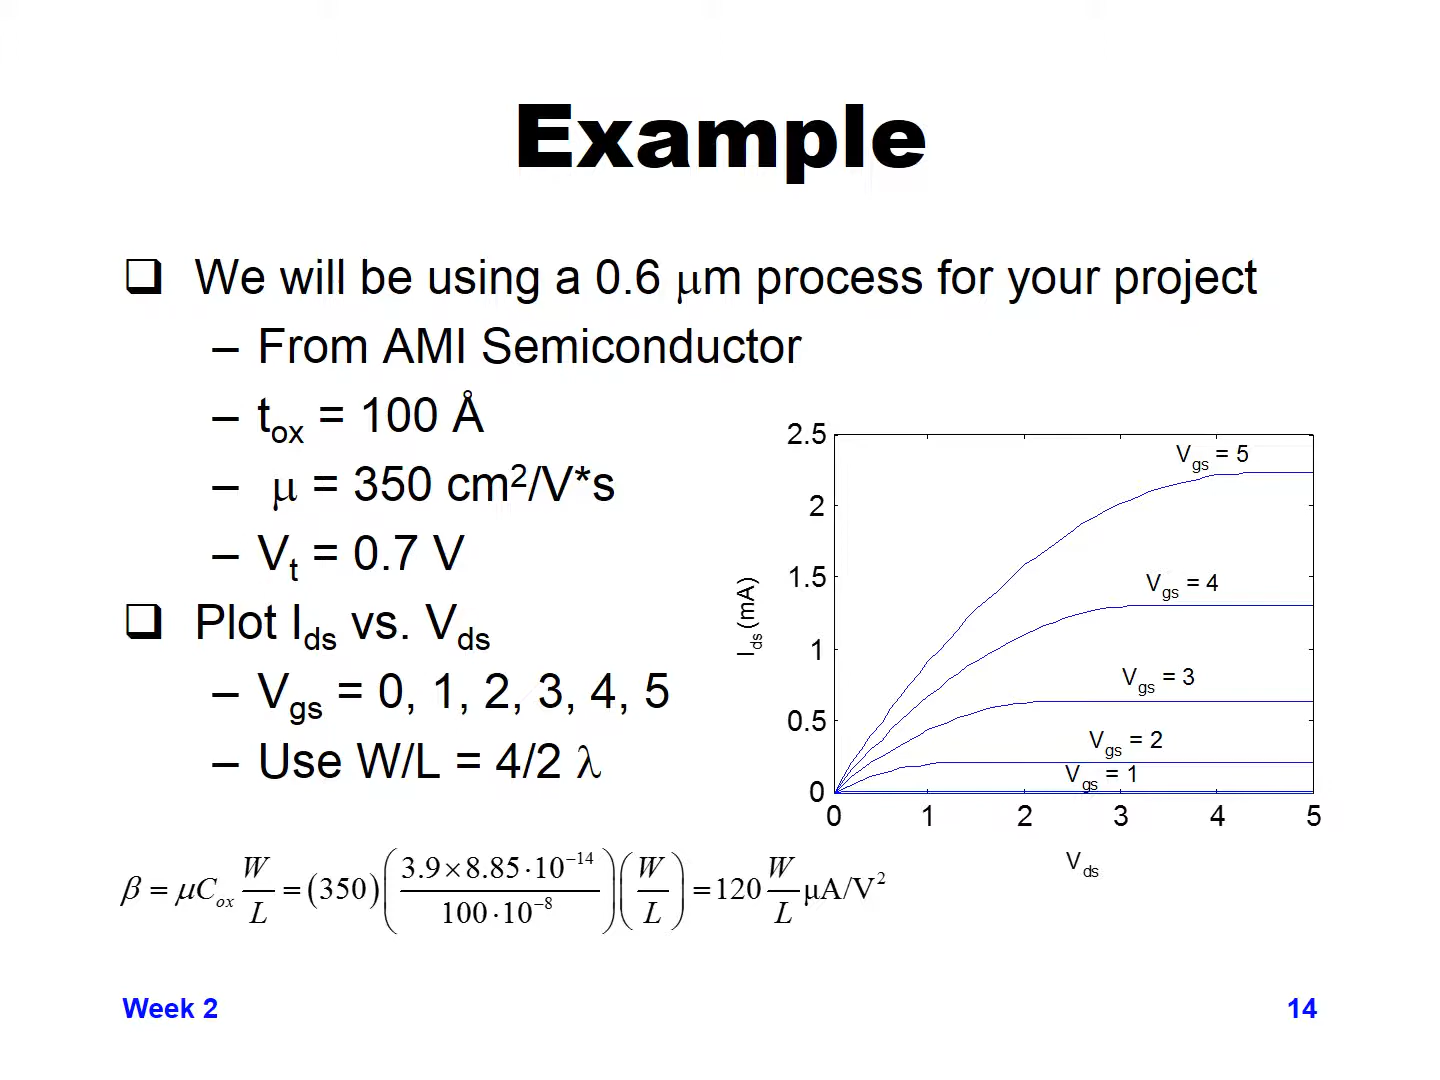 Example
❑ We will be using a 0.6 μm process for your project
– From AMI Semiconductor
– tox = 100 Å
– μ = 350 cm²/V*s
– Vt = 0.7 V
❑ Plot Ids vs. Vds
– Vgs = 0, 1, 2, 3, 4, 5
– Use W/L = 4/2 λ
2.5
2
1.5
1
0.5
0
Ids (mA)
Vgs = 5
Vgs = 4
Vgs = 3
Vgs = 2
Vgs = 1
0 1 2 3 4 5
Vds
β = μCox W/L = (350)(3.9×8.85·10⁻¹⁴/100·10⁻⁸)(W/L) = 120 W/L μA/V²
Week 2
14